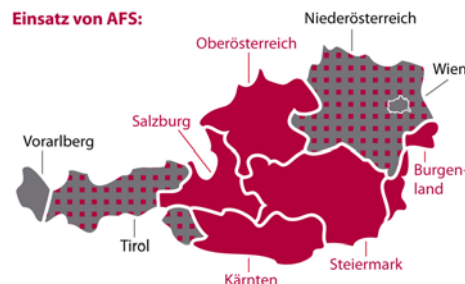 Einsatz von AFS:
Niederösterreich
Oberösterreich
Wien
Salzburg
Vorarlberg
Burgen-
land
Tirol
Steiermark
Kärnten